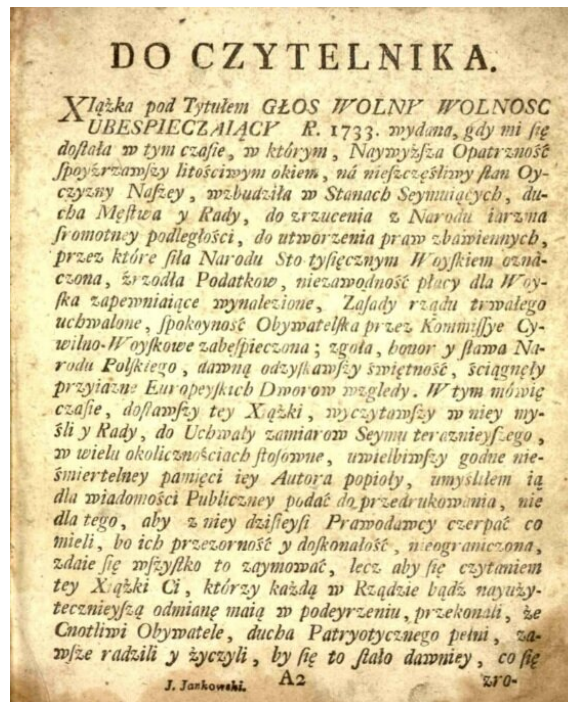 DO CZYTELNIKA.
XIążka pod Tytułem GŁOS WOLNY WOLNOSC
UBESPIECZAIĄCY R. 1733. wydana, gdy mi się
dostała w tym czasie, w którym, Naywyższa Opatrzność
spoyźrzawszy litościwym okiem, ná nieszczęśliwy stan Oy-
czyzny Naszey, wzbudziła w Stanach Seymuiących, du-
cha Męstwa y Rady, do zrzucenia z Narodu iarzma
sromotney podległości, do utworzenia praw zbawiennych,
przez które siła Narodu Sto tysięcznym Woyskiem ozna-
czona, źrzodła Podatkow, niezawodność płacy dla Woy-
ska zapewniaiące wynalezione, Zasady rządu trwałego
uchwalone, spokoyność Obywatelska przez Kommissye Cy-
wilno-Woyskowe zabespieczona; zgoła, honor y sława Na-
rodu Polskiego, dawną odzyskawszy świętność, ściągnęły
przyiazne Europeyskich Dworow względy. W tym mówię
czasie, dostawszy tey Xiążki, wyczytawszy w niey my-
śli y Rady, do Uchwały zamiarow Seymu teraznieyszego,
w wielu okolicznościach stosowne, uwielbiwszy godne nie-
śmiertelney pamięci iey Autora popioły, umyśliłem ią
dla wiadomości Publiczney podać do przedrukowania, nie
dla tego, aby z niey dzisieysi Prawodawcy czerpać co
mieli, bo ich przezorność y doskonałość, nieograniczona,
zdaie się wszystko to zaymować, lecz aby się czytaniem
tey Xiążki Ci, którzy każdą w Rządzie bądź nayuży-
tecznieyszą odmianę maią w podeyrzeniu, przekonali, że
Cnotliwi Obywatele, ducha Patryotycznego pełni, za-
wsze radzili y życzyli, by się to stało dawniey, co się
J. Jankowski. A2 zro-